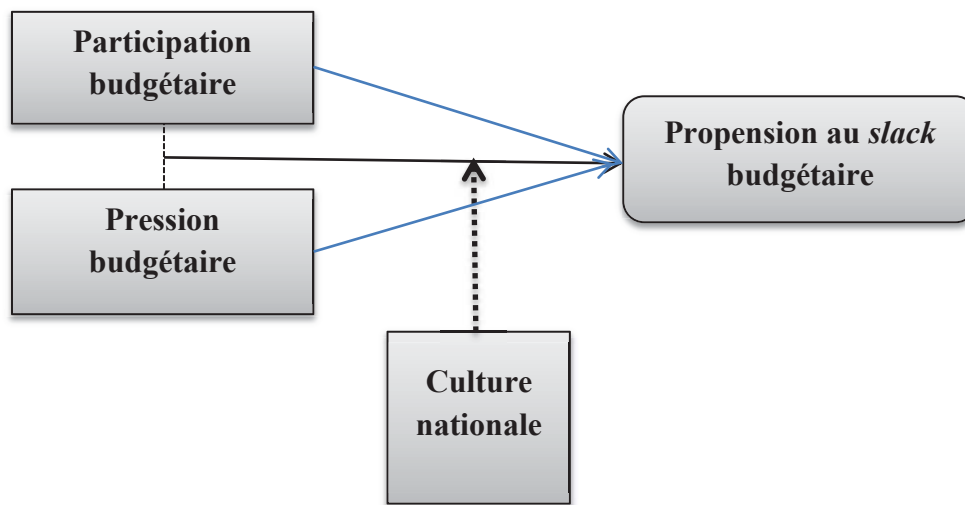 Participation
budgétaire
Propension au slack
budgétaire
Pression
budgétaire
Culture
nationale